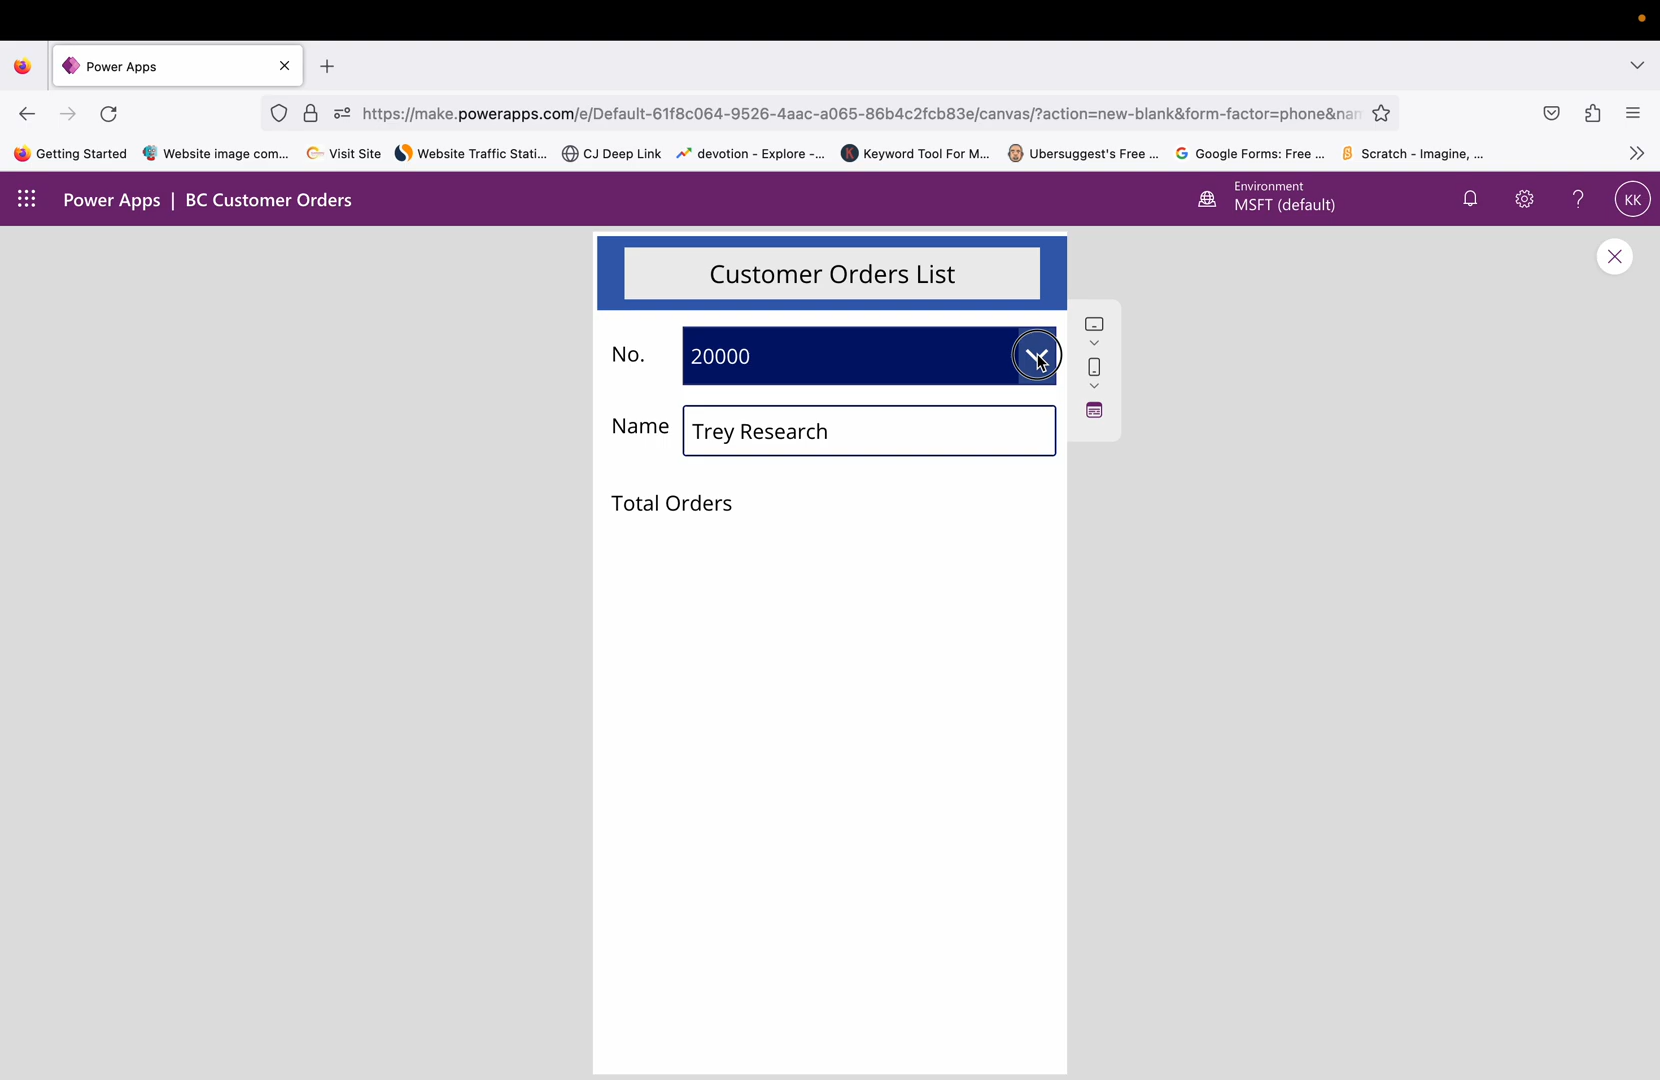 Power Apps
https://make.powerapps.com/e/Default-61f8c064-9526-4aac-a065-86b4c2fcb83e/canvas/?action=new-blank&form-factor=phone&nam
Getting Started Website image com... Visit Site Website Traffic Stati... CJ Deep Link devotion - Explore -... Keyword Tool For M... Ubersuggest's Free ... Google Forms: Free ... Scratch - Imagine, ...
Power Apps | BC Customer Orders
Environment
MSFT (default)
?
KK
Customer Orders List
No. 20000
Name Trey Research
Total Orders